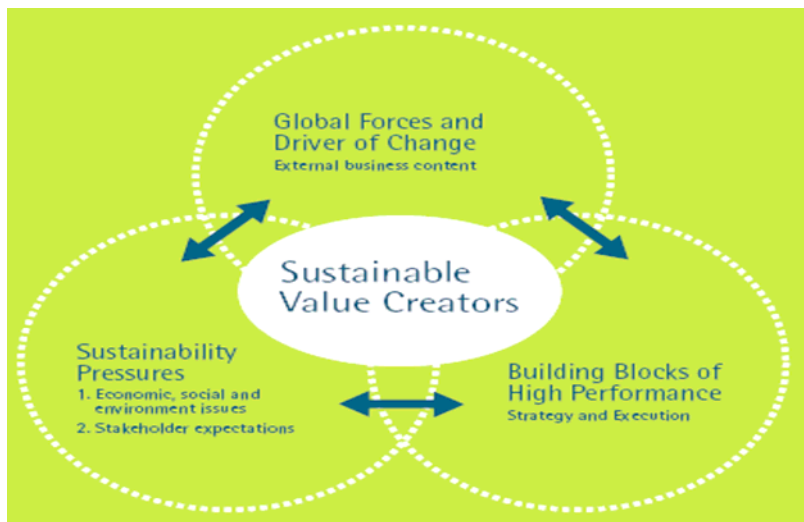 Global Forces and
Driver of Change
External business content
Sustainable
Value Creators
Sustainability
Pressures
1. Economic, social and
environment issues
2. Stakeholder expectations
Building Blocks of
High Performance
Strategy and Execution